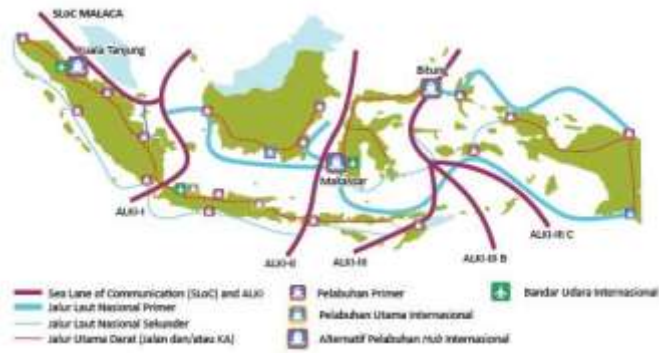 SLoC MALACA
Kuala Tanjung
Bitung
Makassar
ALKI-I
ALKI-II
ALKI-III
ALKI-III B
ALKI-III C
Sea Lane of Communication (SLoC) and ALKI
Jalur Laut Nasional Primer
Jalur Laut Nasional Sekunder
Jalur Utama Darat (Jalan dan/atau KA)
Pelabuhan Primer
Pelabuhan Utama Internasional
Alternatif Pelabuhan Hub Internasional
Bandar Udara Internasional